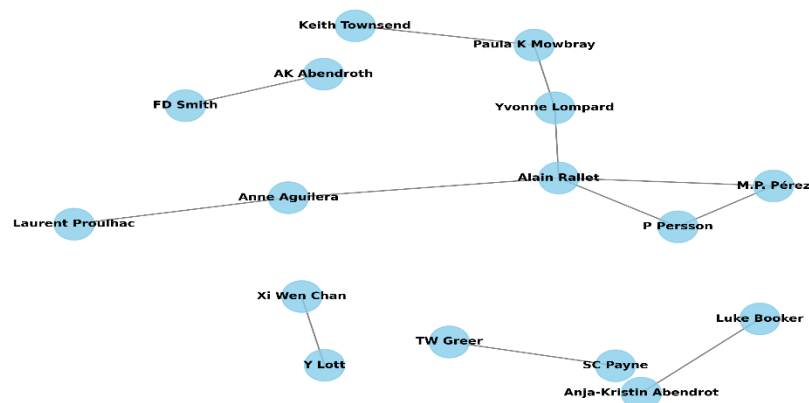 Keith Townsend
Paula K Mowbray
AK Abendroth
FD Smith
Yvonne Lompard
Alain Rallet
M.P. Pérez
Anne Aguilera
Laurent Proulhac
P Persson
Xi Wen Chan
Luke Booker
TW Greer
Y Lott
SC Payne
Anja-Kristin Abendrot